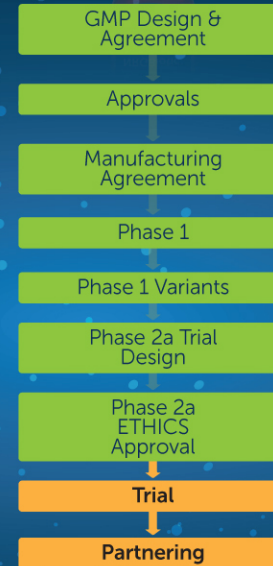 GMP Design &
Agreement
Approvals
Manufacturing
Agreement
Phase 1
Phase 1 Variants
Phase 2a Trial
Design
Phase 2a
ETHICS
Approval
Trial
Partnering